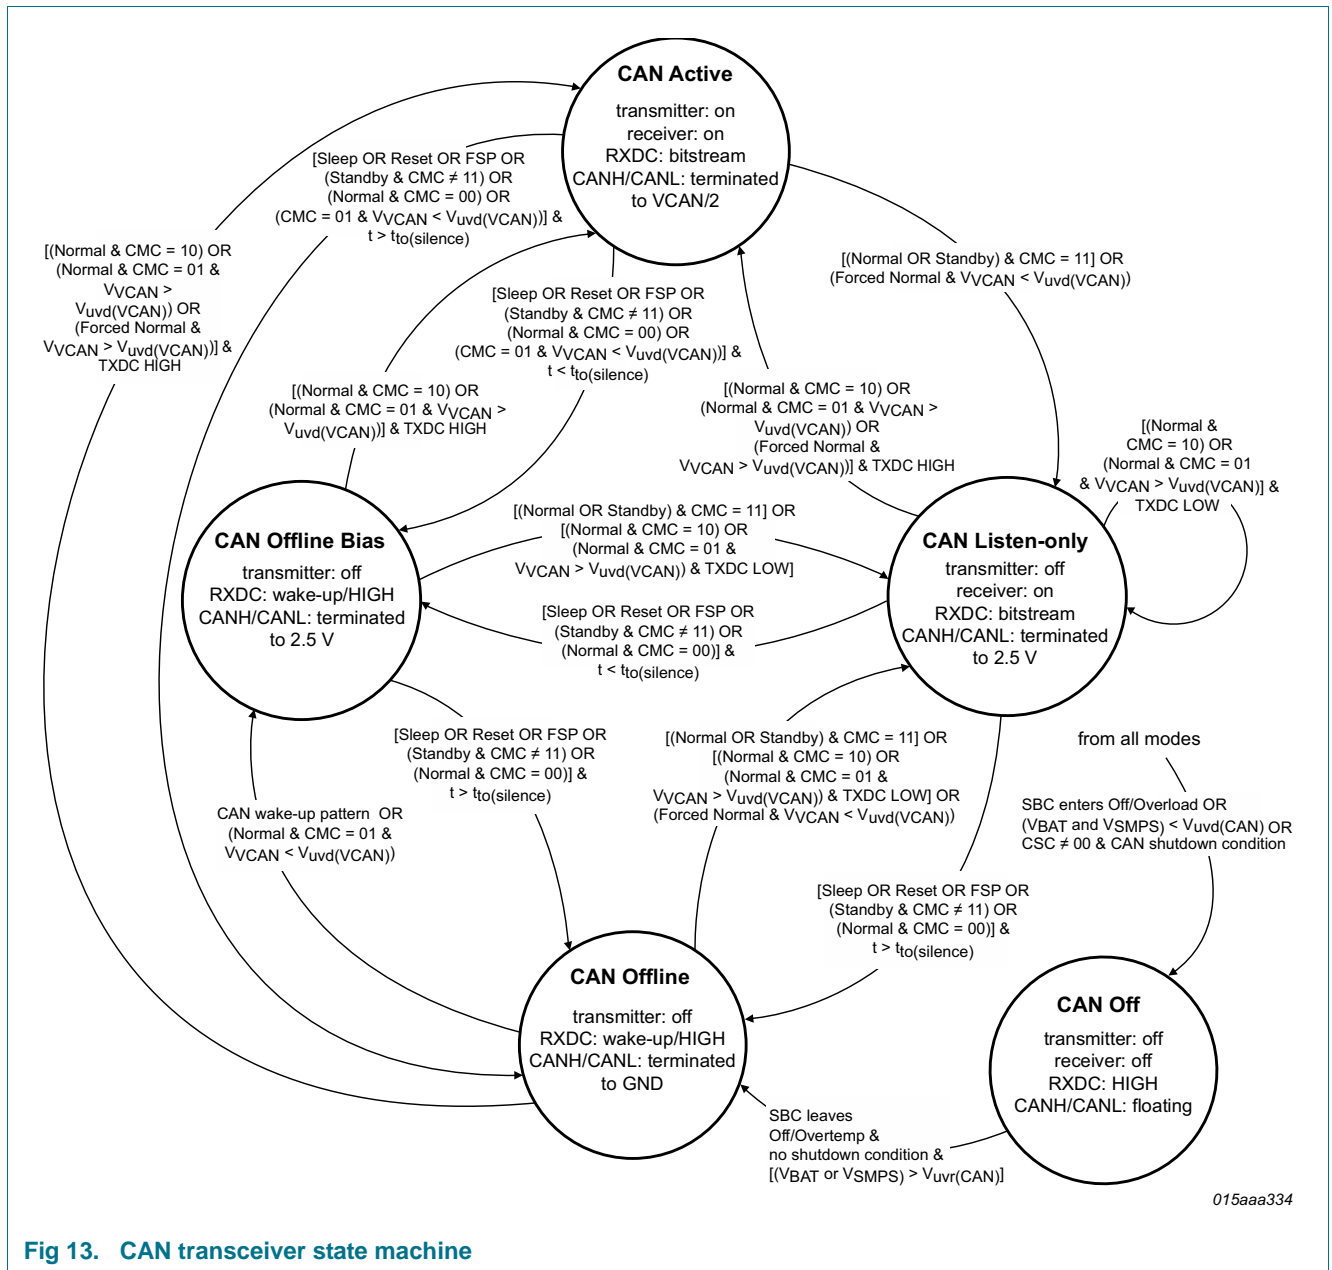 CAN Active
transmitter: on
receiver: on
RXDC: bitstream
CANH/CANL: terminated
to VCAN/2
[Sleep OR Reset OR FSP OR
(Standby & CMC ≠ 11) OR
(Normal & CMC = 00) OR
(CMC = 01 & VVCAN < Vuvd(VCAN))] &
t > tto(silence)
[(Normal & CMC = 10) OR
(Normal & CMC = 01 &
VVCAN >
Vuvd(VCAN)) OR
(Forced Normal &
VVCAN > Vuvd(VCAN))] &
TXDC HIGH
[(Normal OR Standby) & CMC = 11] OR
(Forced Normal & VVCAN < Vuvd(VCAN))
[Sleep OR Reset OR FSP OR
(Standby & CMC ≠ 11) OR
(Normal & CMC = 00) OR
(CMC = 01 & VVCAN < Vuvd(VCAN))] &
t < tto(silence)
[(Normal & CMC = 10) OR
(Normal & CMC = 01 & VVCAN >
Vuvd(VCAN))] & TXDC HIGH
[(Normal & CMC = 10) OR
(Normal & CMC = 01 & VVCAN >
Vuvd(VCAN)) OR
(Forced Normal &
VVCAN > Vuvd(VCAN))] & TXDC HIGH
[(Normal &
CMC = 10) OR
(Normal & CMC = 01
& VVCAN > Vuvd(VCAN)] &
TXDC LOW
CAN Offline Bias
transmitter: off
RXDC: wake-up/HIGH
CANH/CANL: terminated
to 2.5 V
[(Normal OR Standby) & CMC = 11] OR
[(Normal & CMC = 10) OR
(Normal & CMC = 01 &
VVCAN > Vuvd(VCAN)) & TXDC LOW]
CAN Listen-only
transmitter: off
receiver: on
RXDC: bitstream
CANH/CANL: terminated
to 2.5 V
[Sleep OR Reset OR FSP OR
(Standby & CMC ≠ 11) OR
(Normal & CMC = 00)] &
t < tto(silence)
[Sleep OR Reset OR FSP OR
(Standby & CMC ≠ 11) OR
(Normal & CMC = 00)] &
t > tto(silence)
[(Normal OR Standby) & CMC = 11] OR
[(Normal & CMC = 10) OR
(Normal & CMC = 01 &
VVCAN > Vuvd(VCAN)) & TXDC LOW] OR
(Forced Normal & VVCAN < Vuvd(VCAN))
from all modes
SBC enters Off/Overload OR
(VBAT and VSMPS) < Vuvd(CAN) OR
CSC ≠ 00 & CAN shutdown condition
CAN wake-up pattern OR
(Normal & CMC = 01 &
VVCAN < Vuvd(VCAN))
[Sleep OR Reset OR FSP OR
(Standby & CMC ≠ 11) OR
(Normal & CMC = 00)] &
t > tto(silence)
CAN Offline
transmitter: off
RXDC: wake-up/HIGH
CANH/CANL: terminated
to GND
CAN Off
transmitter: off
receiver: off
RXDC: HIGH
CANH/CANL: floating
SBC leaves
Off/Overtemp &
no shutdown condition &
[(VBAT or VSMPS) > Vuvr(CAN)]
015aaa334
Fig 13. CAN transceiver state machine